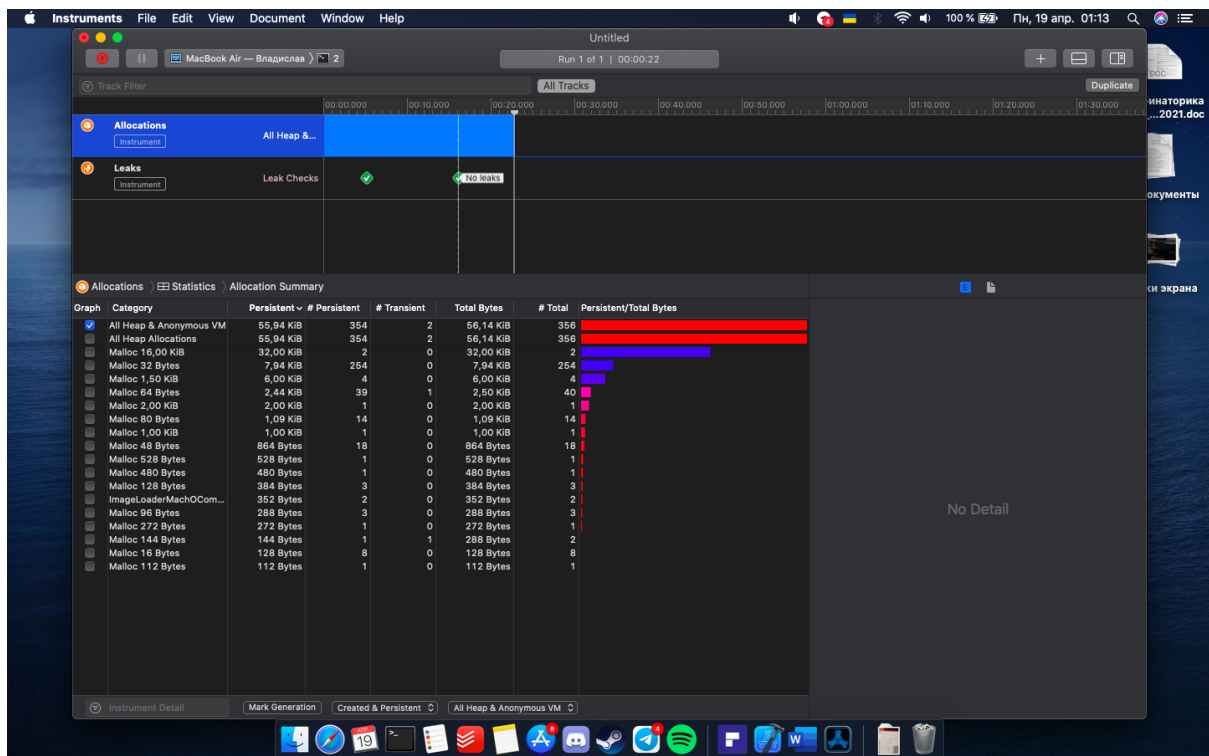 Instruments File Edit View Document Window Help 100 % Пн, 19 апр. 01:13
Untitled
MacBook Air — Владислав 〉 2 Run 1 of 1 | 00:00:22
Track Filter All Tracks Duplicate
00:00.000 00:10.000 00:20.000 00:30.000 00:40.000 00:50.000 01:00.000 01:10.000 01:20.000 01:30.000
Allocations
Instrument
All Heap &...
Leaks
Instrument
Leak Checks
No leaks
DOC
инаторика
...2021.doc
окументы
ки экрана
Allocations 〉 Statistics 〉 Allocation Summary E
Graph Category Persistent # Persistent # Transient Total Bytes # Total Persistent/Total Bytes
All Heap & Anonymous VM 55,94 KiB 354 2 56,14 KiB 356
All Heap Allocations 55,94 KiB 354 2 56,14 KiB 356
Malloc 16,00 KiB 32,00 KiB 2 0 32,00 KiB 2
Malloc 32 Bytes 7,94 KiB 254 0 7,94 KiB 254
Malloc 1,50 KiB 6,00 KiB 4 0 6,00 KiB 4
Malloc 64 Bytes 2,44 KiB 39 1 2,50 KiB 40
Malloc 2,00 KiB 2,00 KiB 1 0 2,00 KiB 1
Malloc 80 Bytes 1,09 KiB 14 0 1,09 KiB 14
Malloc 1,00 KiB 1,00 KiB 1 0 1,00 KiB 1
Malloc 48 Bytes 864 Bytes 18 0 864 Bytes 18
Malloc 528 Bytes 528 Bytes 1 0 528 Bytes 1
Malloc 480 Bytes 480 Bytes 1 0 480 Bytes 1
Malloc 128 Bytes 384 Bytes 3 0 384 Bytes 3
ImageLoaderMachOCom... 352 Bytes 2 0 352 Bytes 2
Malloc 96 Bytes 288 Bytes 3 0 288 Bytes 3
Malloc 272 Bytes 272 Bytes 1 0 272 Bytes 1
Malloc 144 Bytes 144 Bytes 1 1 288 Bytes 2
Malloc 16 Bytes 128 Bytes 8 0 128 Bytes 8
Malloc 112 Bytes 112 Bytes 1 0 112 Bytes 1
No Detail
Instrument Detail Mark Generation Created & Persistent All Heap & Anonymous VM
АПР
19
8
4
W